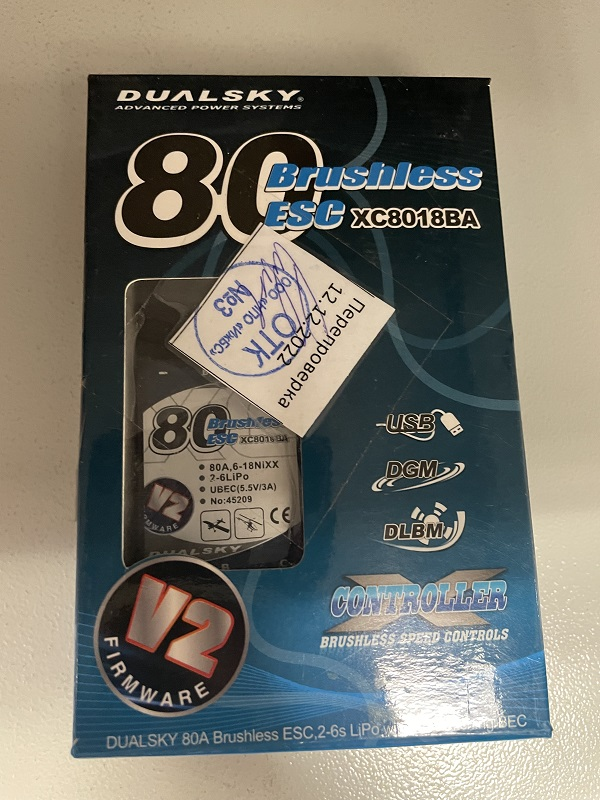 DUALSKY®
ADVANCED POWER SYSTEMS
80 Brushless
ESC XC8018BA
Перепроверка
12.12.2022
ОТК
№3
80 Brushless
ESC XC8018BA
80A,6-18NiXX
2-6LiPo
UBEC(5.5V/3A)
No:45209
V2
FIRMWARE
CE
DUALSKY
USB
DGM
DLBM
X
CONTROLLER
BRUSHLESS SPEED CONTROLS
V2
FIRMWARE
DUALSKY 80A Brushless ESC,2-6s LiPo, BEC